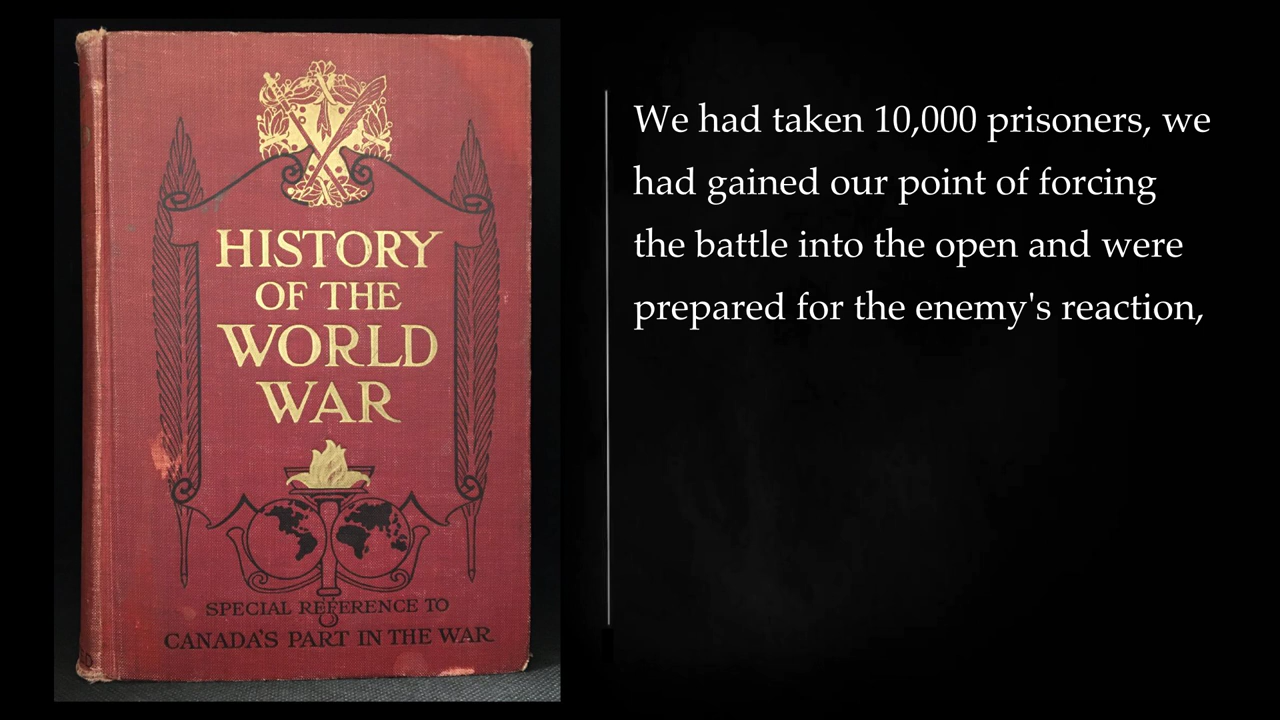 HISTORY
OF THE
WORLD
WAR
SPECIAL REFERENCE TO
CANADA'S PART IN THE WAR
We had taken 10,000 prisoners, we
had gained our point of forcing
the battle into the open and were
prepared for the enemy's reaction,